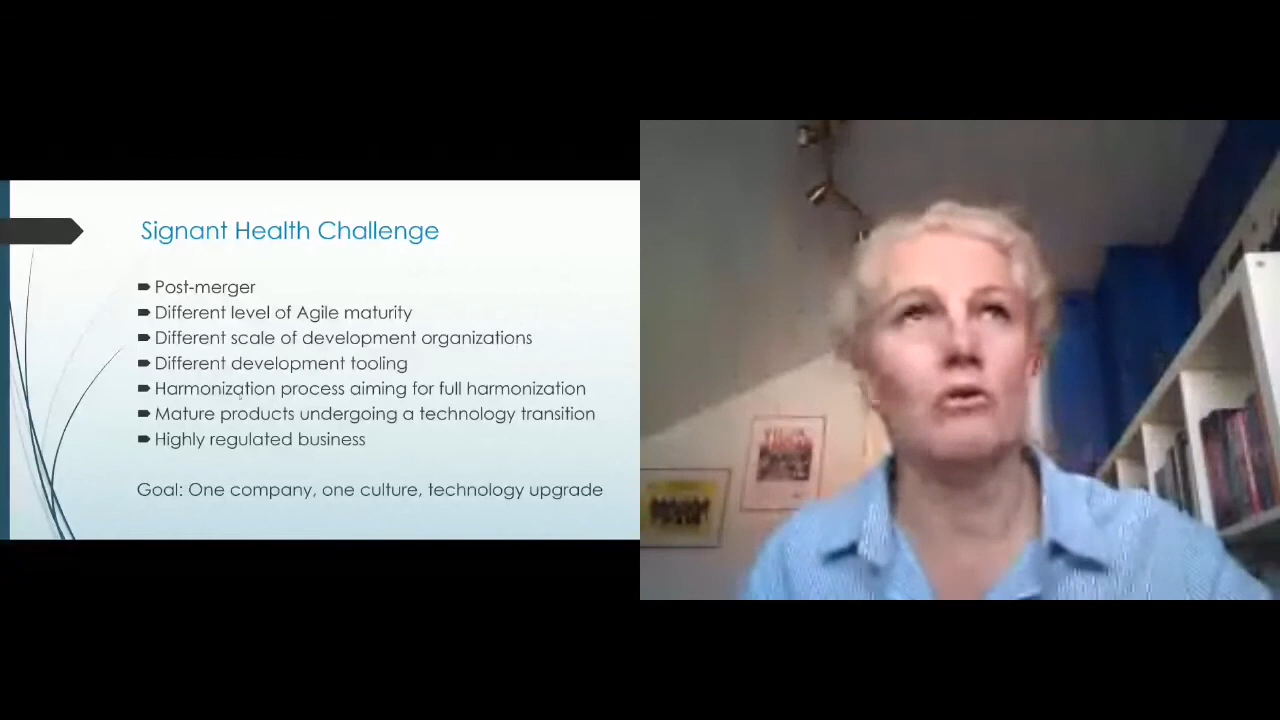 Signant Health Challenge
Post-merger
Different level of Agile maturity
Different scale of development organizations
Different development tooling
Harmonization process aiming for full harmonization
Mature products undergoing a technology transition
Highly regulated business
Goal: One company, one culture, technology upgrade